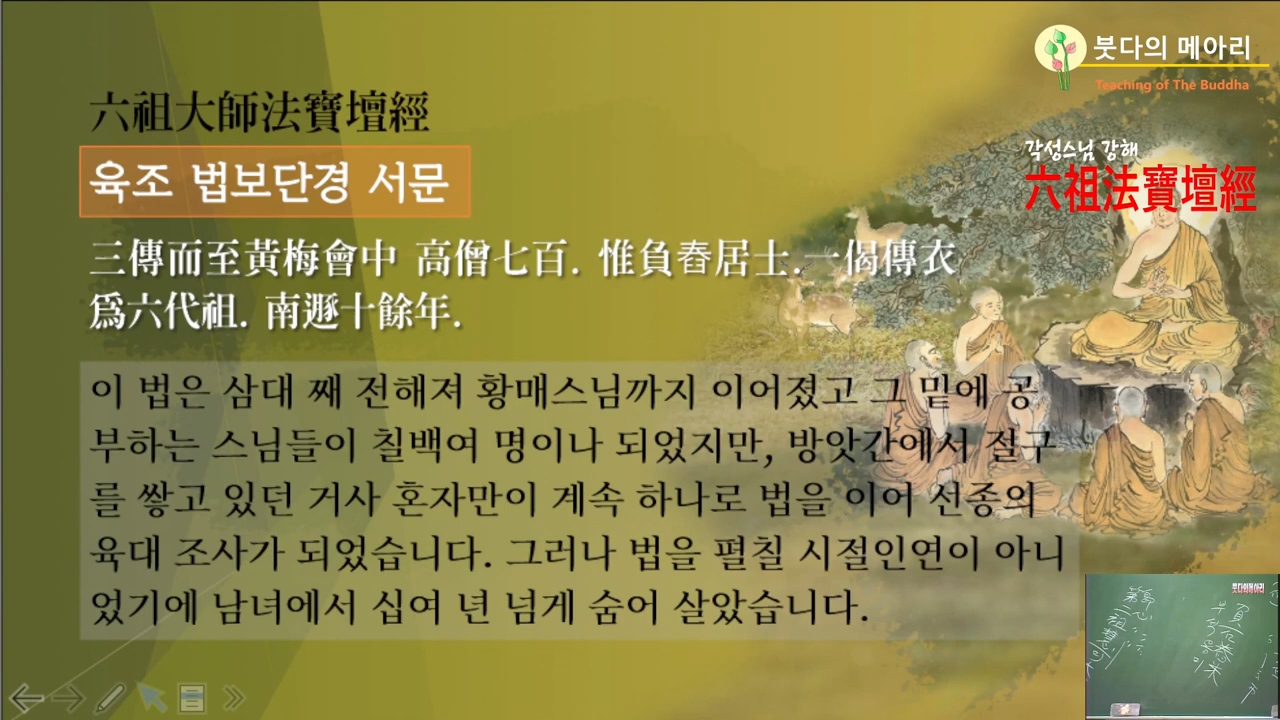 붓다의 메아리
Teaching of The Buddha
六祖大師法寶壇經
육조 법보단경 서문
각성스님 강해
六祖法寶壇經
三傳而至黃梅會中 高僧七百. 惟負舂居士.一偈傳衣
爲六代祖. 南遯十餘年.
이 법은 삼대 째 전해져 황매스님까지 이어졌고 그 밑에 공
부하는 스님들이 칠백여 명이나 되었지만, 방앗간에서 절구
를 쌓고 있던 거사 혼자만이 계속 하나로 법을 이어 선종의
육대 조사가 되었습니다. 그러나 법을 펼칠 시절인연이 아니
었기에 남녀에서 십여 년 넘게 숨어 살았습니다.
붓다의메아리